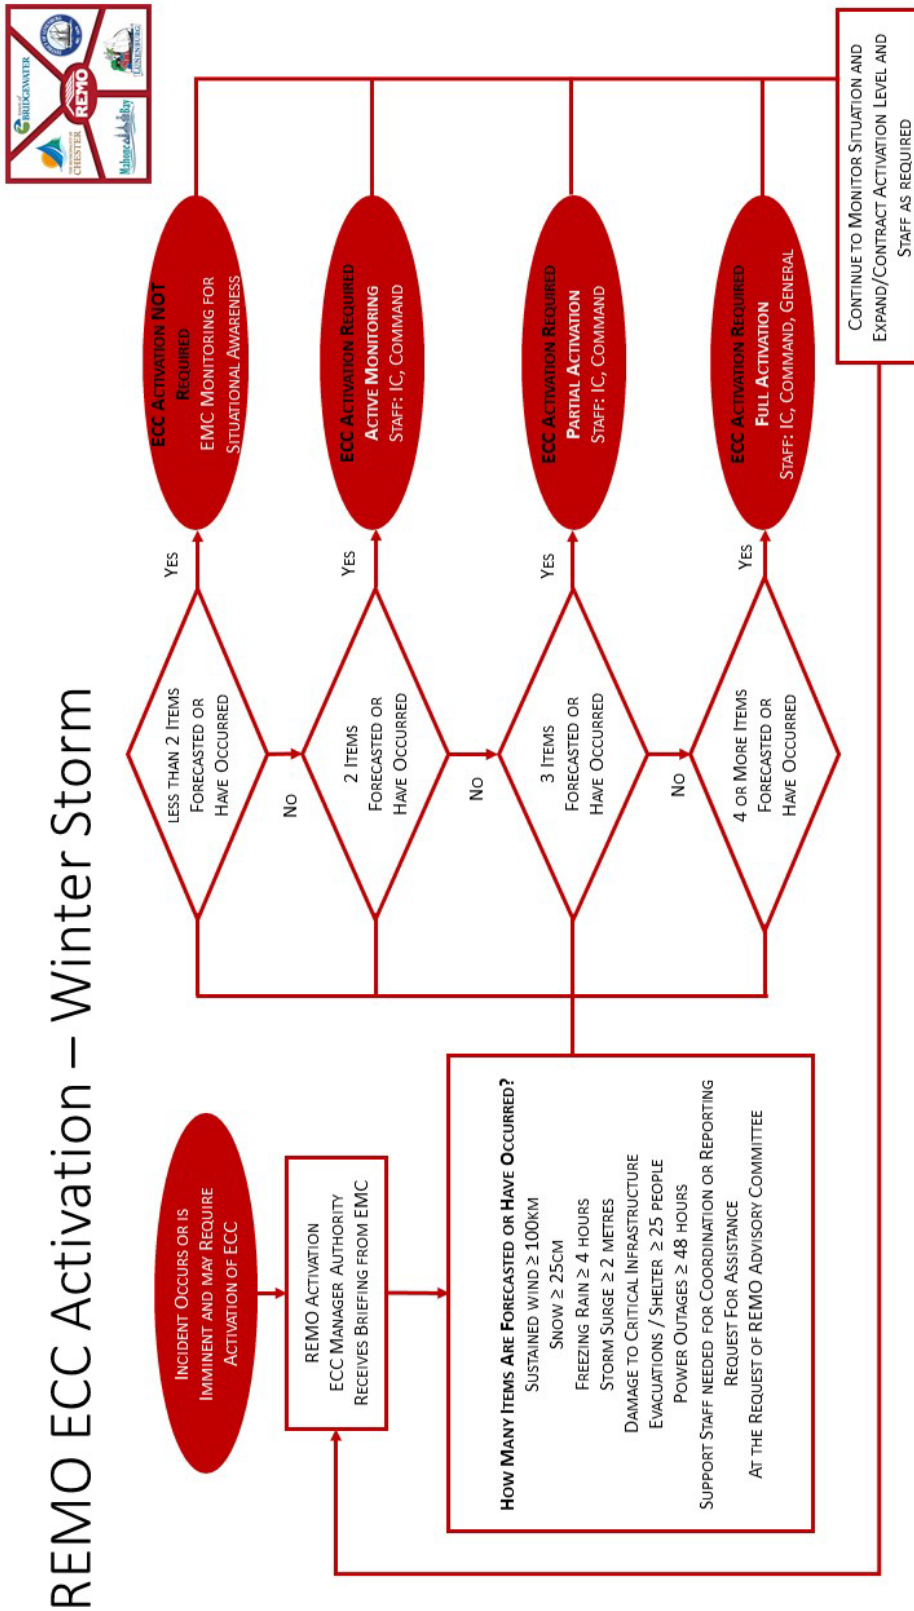 REMO ECC Activation – Winter Storm
Town of
BRIDGEWATER
THE MUNICIPALITY OF
CHESTER
REMO
LUNENBURG
Mahone Bay
INCIDENT OCCURS OR IS
IMMINENT AND MAY REQUIRE
ACTIVATION OF ECC
REMO ACTIVATION
ECC MANAGER AUTHORITY
RECEIVES BRIEFING FROM EMC
HOW MANY ITEMS ARE FORECASTED OR HAVE OCCURRED?
SUSTAINED WIND ≥ 100KM
SNOW ≥ 25CM
FREEZING RAIN ≥ 4 HOURS
STORM SURGE ≥ 2 METRES
DAMAGE TO CRITICAL INFRASTRUCTURE
EVACUATIONS / SHELTER ≥ 25 PEOPLE
POWER OUTAGES ≥ 48 HOURS
SUPPORT STAFF NEEDED FOR COORDINATION OR REPORTING
REQUEST FOR ASSISTANCE
AT THE REQUEST OF REMO ADVISORY COMMITTEE
LESS THAN 2 ITEMS
FORECASTED OR
HAVE OCCURRED
YES
ECC ACTIVATION NOT
REQUIRED
EMC MONITORING FOR
SITUATIONAL AWARENESS
NO
2 ITEMS
FORECASTED OR
HAVE OCCURRED
YES
ECC ACTIVATION REQUIRED
ACTIVE MONITORING
STAFF: IC, COMMAND
NO
3 ITEMS
FORECASTED OR
HAVE OCCURRED
YES
ECC ACTIVATION REQUIRED
PARTIAL ACTIVATION
STAFF: IC, COMMAND
NO
4 OR MORE ITEMS
FORECASTED OR
HAVE OCCURRED
YES
ECC ACTIVATION REQUIRED
FULL ACTIVATION
STAFF: IC, COMMAND, GENERAL
CONTINUE TO MONITOR SITUATION AND
EXPAND/CONTRACT ACTIVATION LEVEL AND
STAFF AS REQUIRED